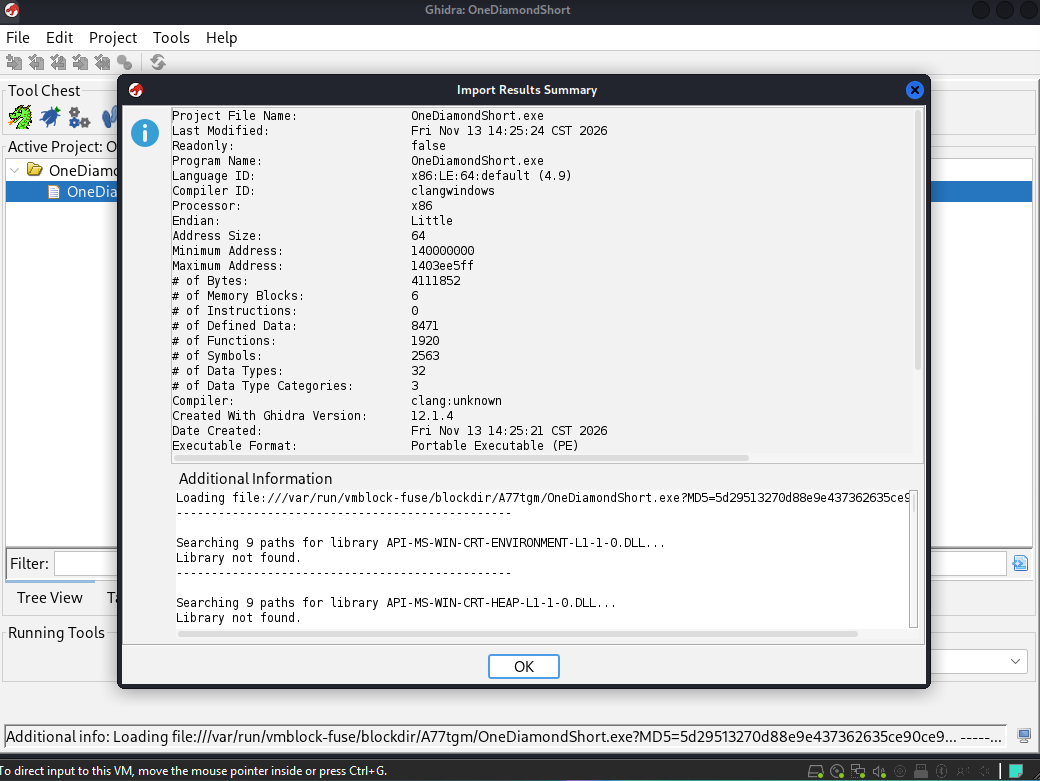 Ghidra: OneDiamondShort
File Edit Project Tools Help
Tool Chest
Import Results Summary
Active Project: O
OneDiamo
OneDia
Project File Name: OneDiamondShort.exe
Last Modified: Fri Nov 13 14:25:24 CST 2026
Readonly: false
Program Name: OneDiamondShort.exe
Language ID: x86:LE:64:default (4.9)
Compiler ID: clangwindows
Processor: x86
Endian: Little
Address Size: 64
Minimum Address: 140000000
Maximum Address: 1403ee5ff
# of Bytes: 4111852
# of Memory Blocks: 6
# of Instructions: 0
# of Defined Data: 8471
# of Functions: 1920
# of Symbols: 2563
# of Data Types: 32
# of Data Type Categories: 3
Compiler: clang:unknown
Created With Ghidra Version: 12.1.4
Date Created: Fri Nov 13 14:25:21 CST 2026
Executable Format: Portable Executable (PE)
Additional Information
Loading file:///var/run/vmblock-fuse/blockdir/A77tgm/OneDiamondShort.exe?MD5=5d29513270d88e9e437362635ce9
------------------------------------------------
Searching 9 paths for library API-MS-WIN-CRT-ENVIRONMENT-L1-1-0.DLL...
Library not found.
------------------------------------------------
Searching 9 paths for library API-MS-WIN-CRT-HEAP-L1-1-0.DLL...
Library not found.
OK
Filter:
Tree View Ta
Running Tools
Additional info: Loading file:///var/run/vmblock-fuse/blockdir/A77tgm/OneDiamondShort.exe?MD5=5d29513270d88e9e437362635ce90ce9... -----...
To direct input to this VM, move the mouse pointer inside or press Ctrl+G.